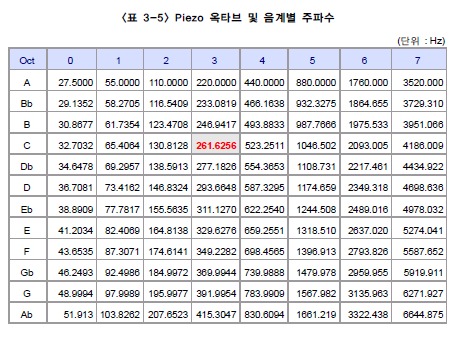 <표 3-5> Piezo 옥타브 및 음계별 주파수
(단위 : Hz)
Oct 0 1 2 3 4 5 6 7
A 27.5000 55.0000 110.0000 220.0000 440.0000 880.0000 1760.000 3520.000
Bb 29.1352 58.2705 116.5409 233.0819 466.1638 932.3275 1864.655 3729.310
B 30.8677 61.7354 123.4708 246.9417 493.8833 987.7666 1975.533 3951.066
C 32.7032 65.4064 130.8128 261.6256 523.2511 1046.502 2093.005 4186.009
Db 34.6478 69.2957 138.5913 277.1826 554.3653 1108.731 2217.461 4434.922
D 36.7081 73.4162 146.8324 293.6648 587.3295 1174.659 2349.318 4698.636
Eb 38.8909 77.7817 155.5635 311.1270 622.2540 1244.508 2489.016 4978.032
E 41.2034 82.4069 164.8138 329.6276 659.2551 1318.510 2637.020 5274.041
F 43.6535 87.3071 174.6141 349.2282 698.4565 1396.913 2793.826 5587.652
Gb 46.2493 92.4986 184.9972 369.9944 739.9888 1479.978 2959.955 5919.911
G 48.9994 97.9989 195.9977 391.9954 783.9909 1567.982 3135.963 6271.927
Ab 51.913 103.8262 207.6523 415.3047 830.6094 1661.219 3322.438 6644.875